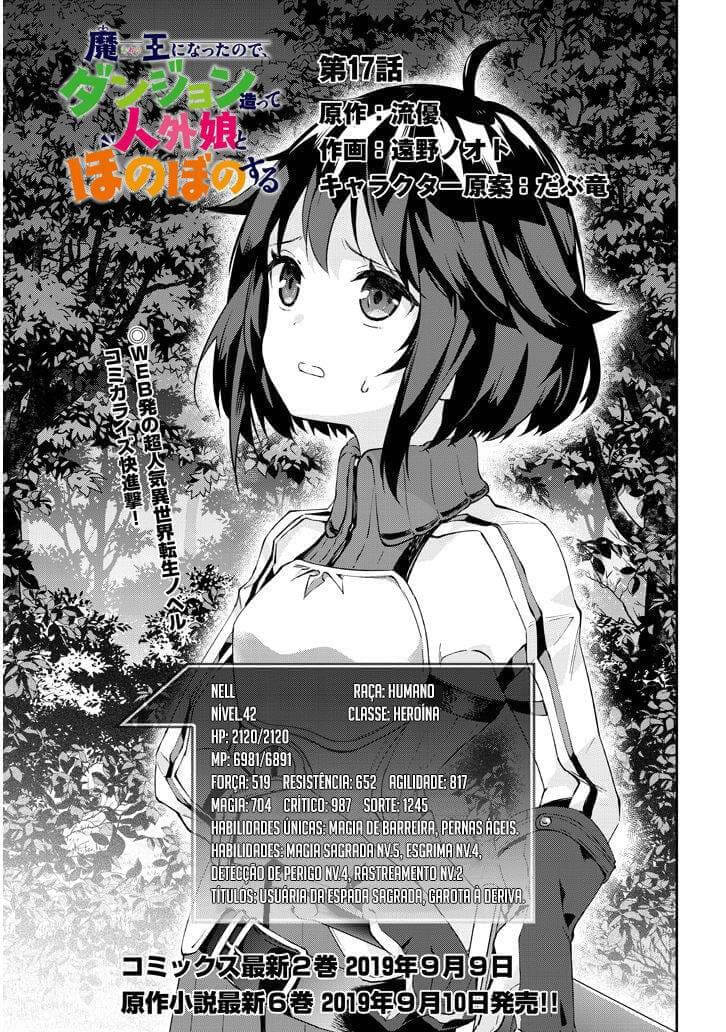 魔王になったので、
ダンジョン造って
人外娘と
ほのぼのする
第17話
原作：流優
作画：遠野ノオト
キャラクター原案：だぶ竜
◎WEB発の超人気異世界転生ノベル
コミカライズ快進撃！
NELL RAÇA: HUMANO
NÍVEL 42 CLASSE: HEROÍNA
HP: 2120/2120
MP: 6981/6891
FORÇA: 519 RESISTÊNCIA: 652 AGILIDADE: 817
MAGIA: 704 CRÍTICO: 987 SORTE: 1245
HABILIDADES ÚNICAS: MAGIA DE BARREIRA, PERNAS ÁGEIS.
HABILIDADES: MAGIA SAGRADA NV.5, ESGRIMA NV.4,
DETECÇÃO DE PERIGO NV.4, RASTREAMENTO NV.2
TÍTULOS: USUÁRIA DA ESPADA SAGRADA, GAROTA À DERIVA.
コミックス最新２巻 2019年９月９日
原作小説最新６巻 2019年９月10日発売!!